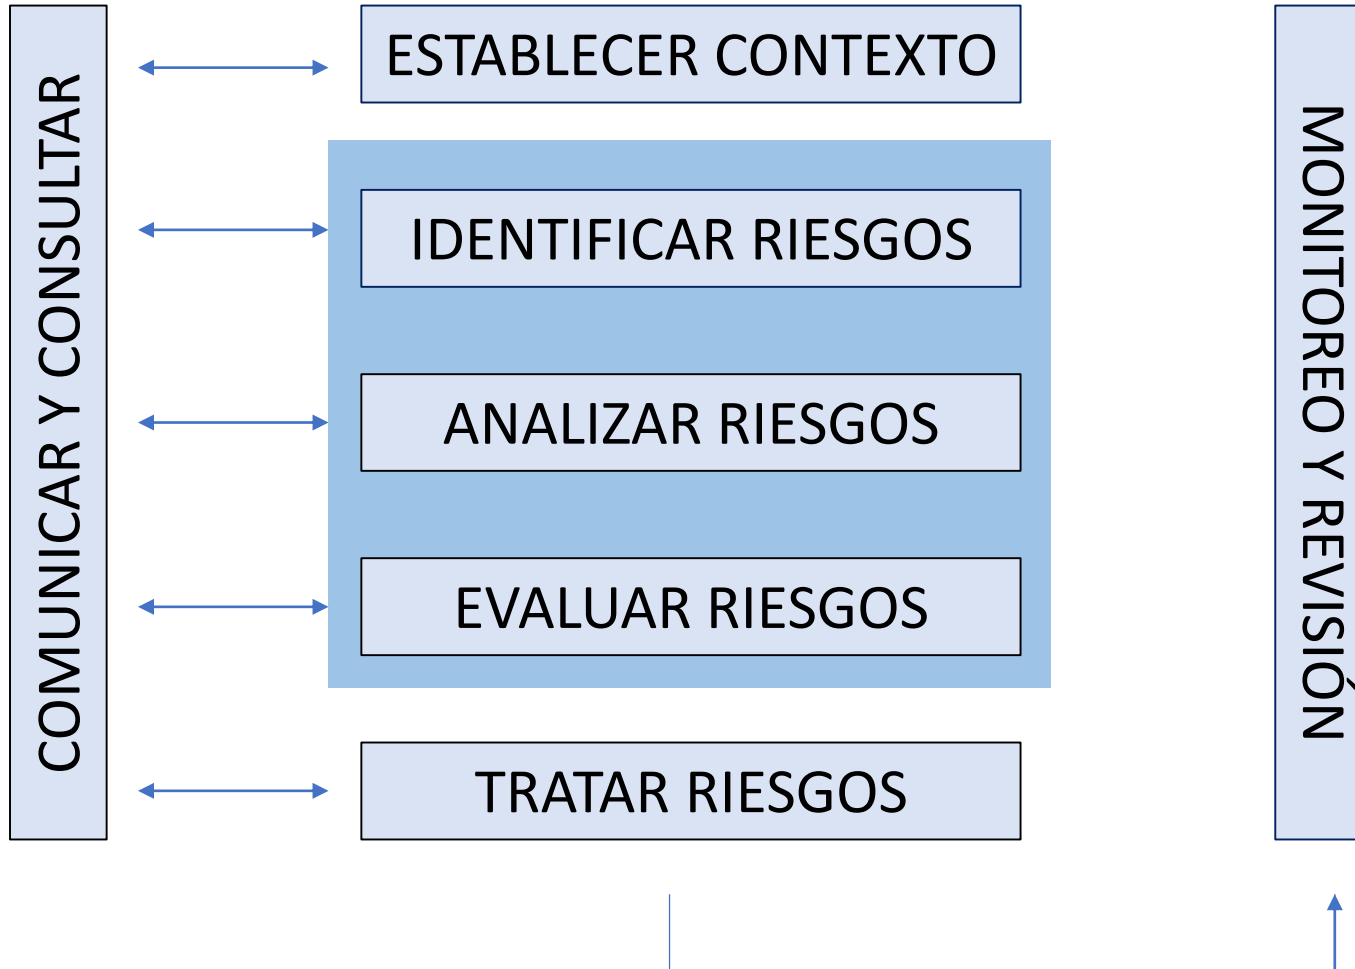 COMUNICAR Y CONSULTAR
ESTABLECER CONTEXTO
IDENTIFICAR RIESGOS
ANALIZAR RIESGOS
EVALUAR RIESGOS
TRATAR RIESGOS
MONITOREO Y REVISIÓN